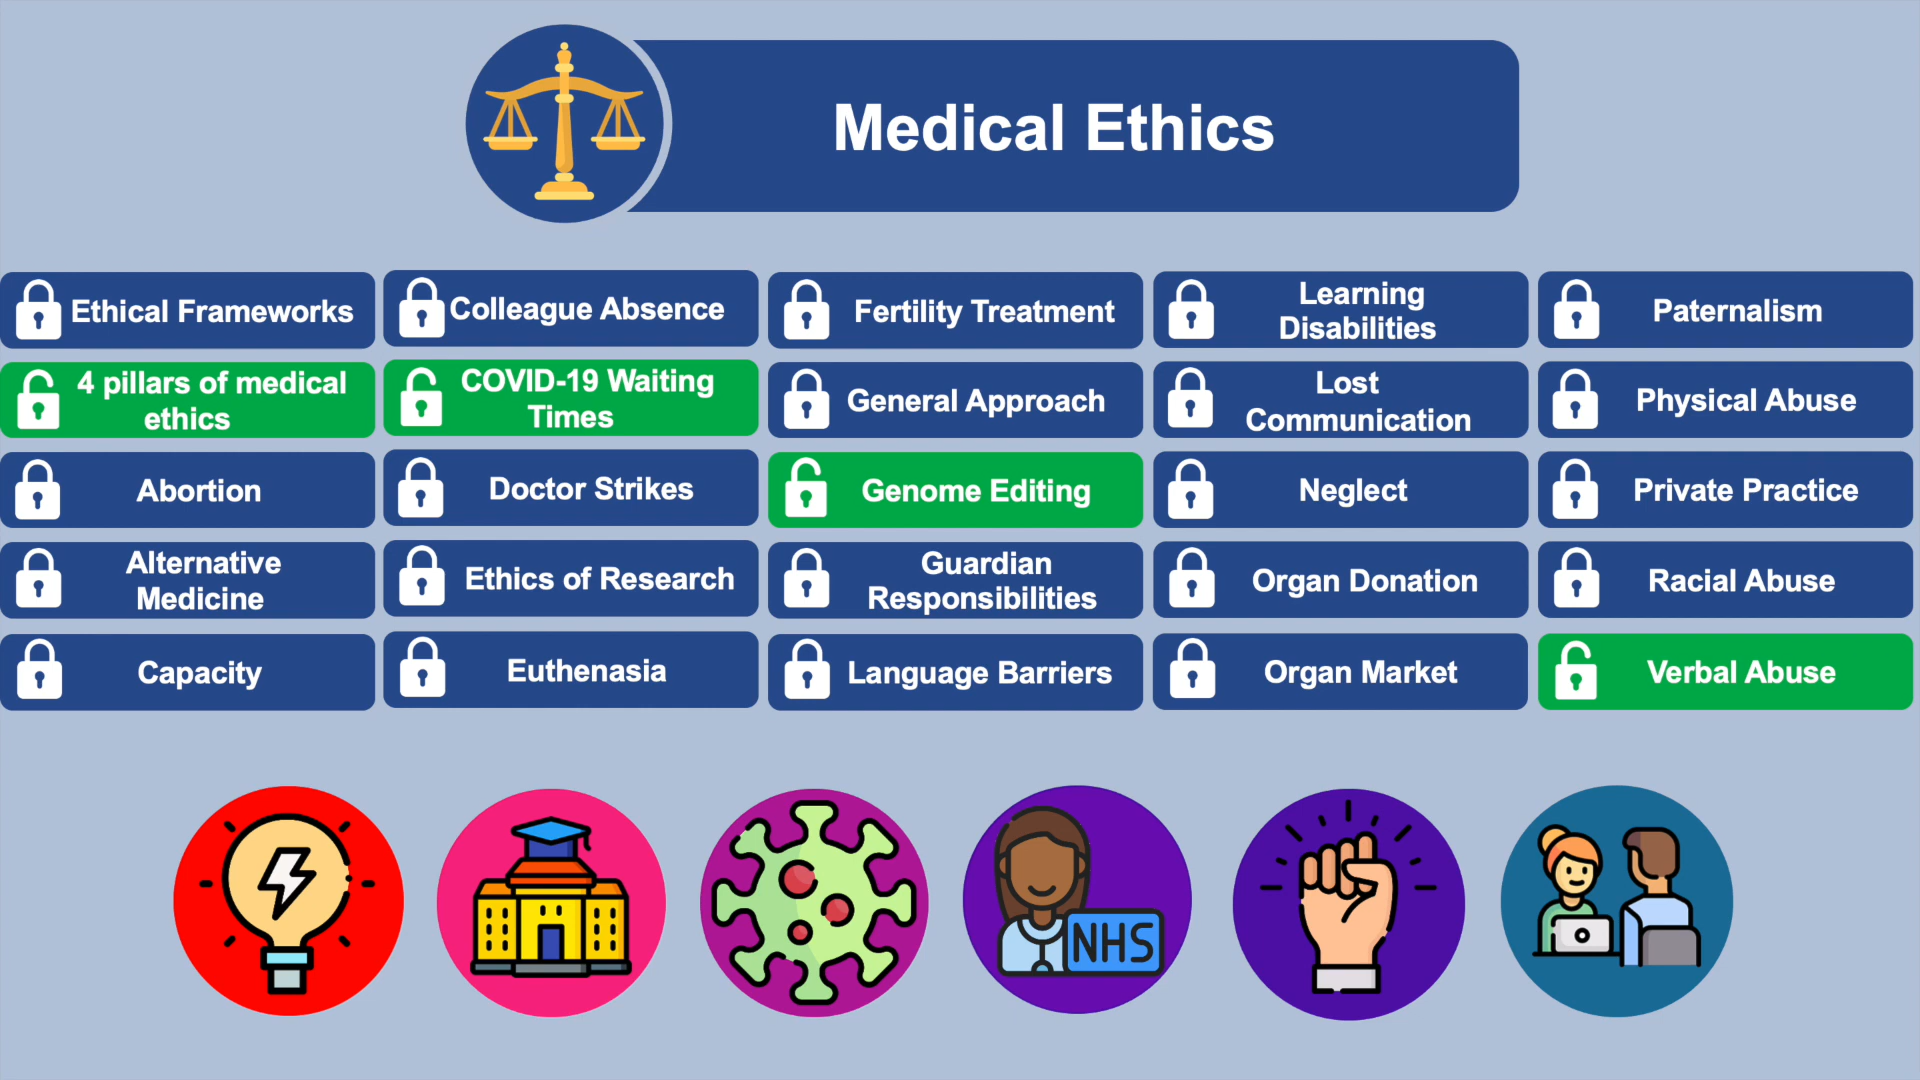 Medical Ethics
Ethical Frameworks
Colleague Absence
Fertility Treatment
Learning
Disabilities
Paternalism
4 pillars of medical
ethics
COVID-19 Waiting
Times
General Approach
Lost
Communication
Physical Abuse
Abortion
Doctor Strikes
Genome Editing
Neglect
Private Practice
Alternative
Medicine
Ethics of Research
Guardian
Responsibilities
Organ Donation
Racial Abuse
Capacity
Euthenasia
Language Barriers
Organ Market
Verbal Abuse
NHS